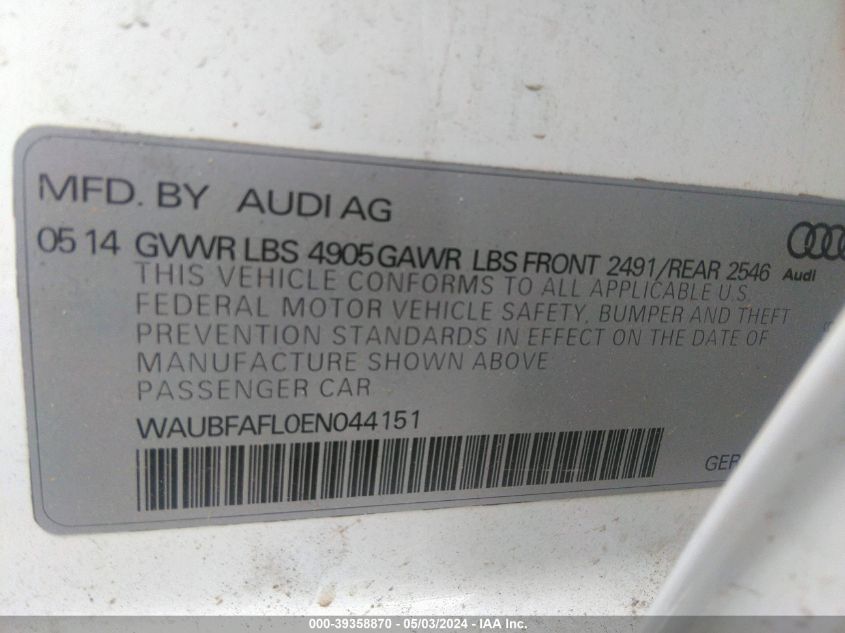 MFD. BY AUDI AG
05 14 GVWR LBS 4905 GAWR LBS FRONT 2491/REAR 2546
Audi
THIS VEHICLE CONFORMS TO ALL APPLICABLE U.S.
FEDERAL MOTOR VEHICLE SAFETY, BUMPER AND THEFT
PREVENTION STANDARDS IN EFFECT ON THE DATE OF
MANUFACTURE SHOWN ABOVE
PASSENGER CAR
WAUBFAFL0EN044151
000-39358870 / 05/03/2024 - IAA Inc.